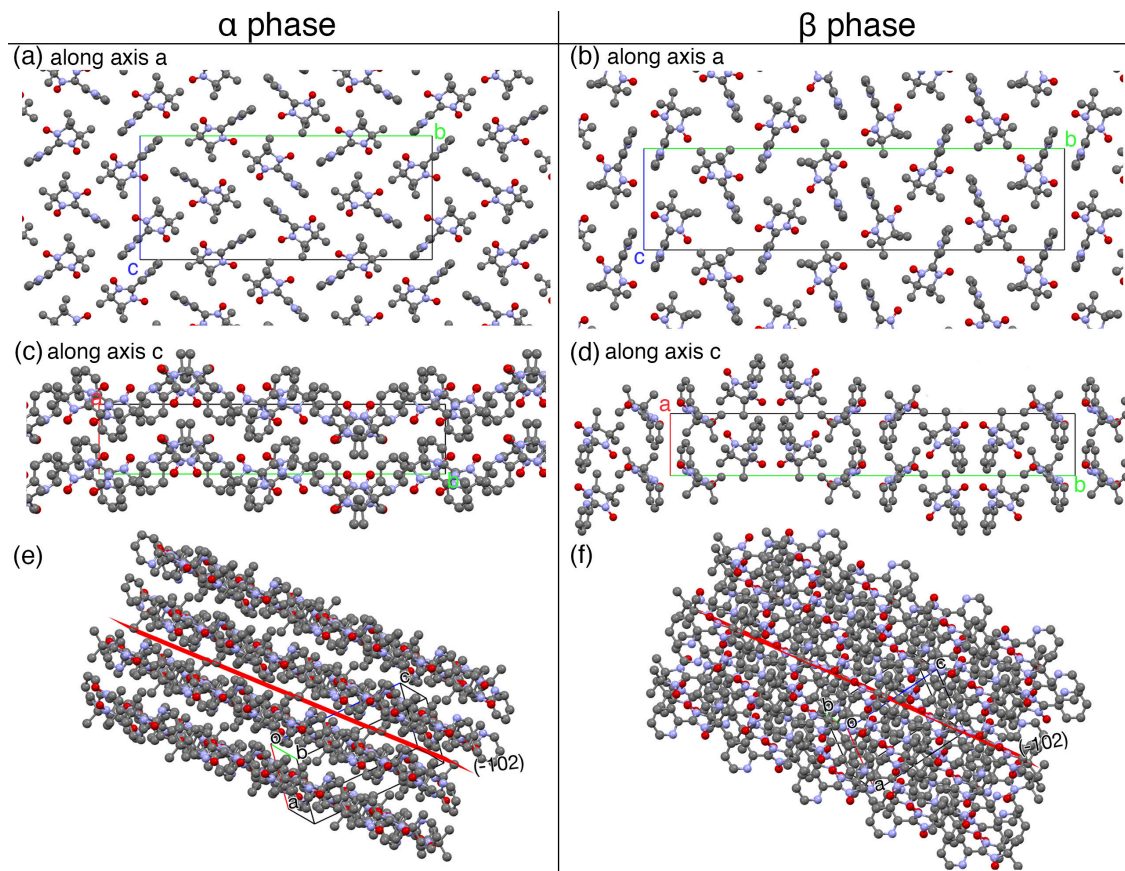 α phase
β phase
(a) along axis a
(b) along axis a
b
c
b
c
(c) along axis c
(d) along axis c
a
b
a
b
(e)
(f)
c
o
b
a
(-102)
c
b
o
a
(-102)